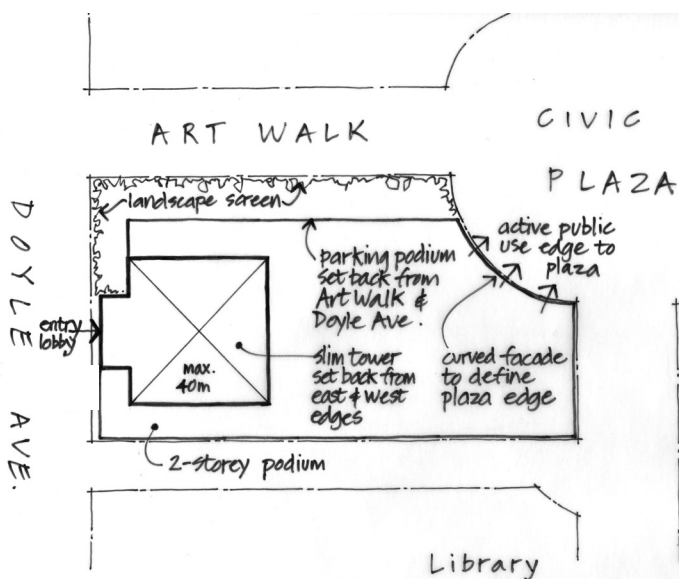 ART WALK
CIVIC
PLAZA
DOYLE AVE.
landscape screen
active public
use edge to
plaza
parking podium
set back from
Art Walk &
Doyle Ave.
entry
lobby
max.
40m
slim tower
set back from
east & west
edges
curved facade
to define
plaza edge
2-storey podium
Library